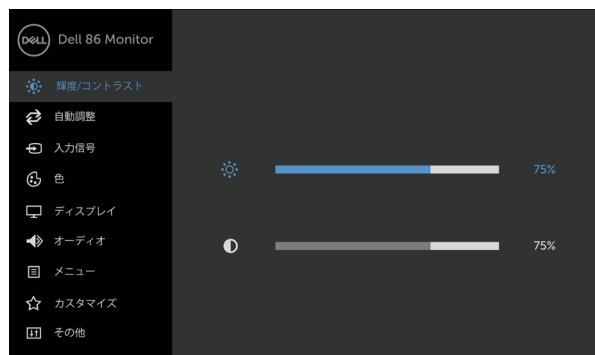 DELL Dell 86 Monitor
輝度/コントラスト
自動調整
入力信号
色
ディスプレイ
オーディオ
メニュー
カスタマイズ
その他
75%
75%